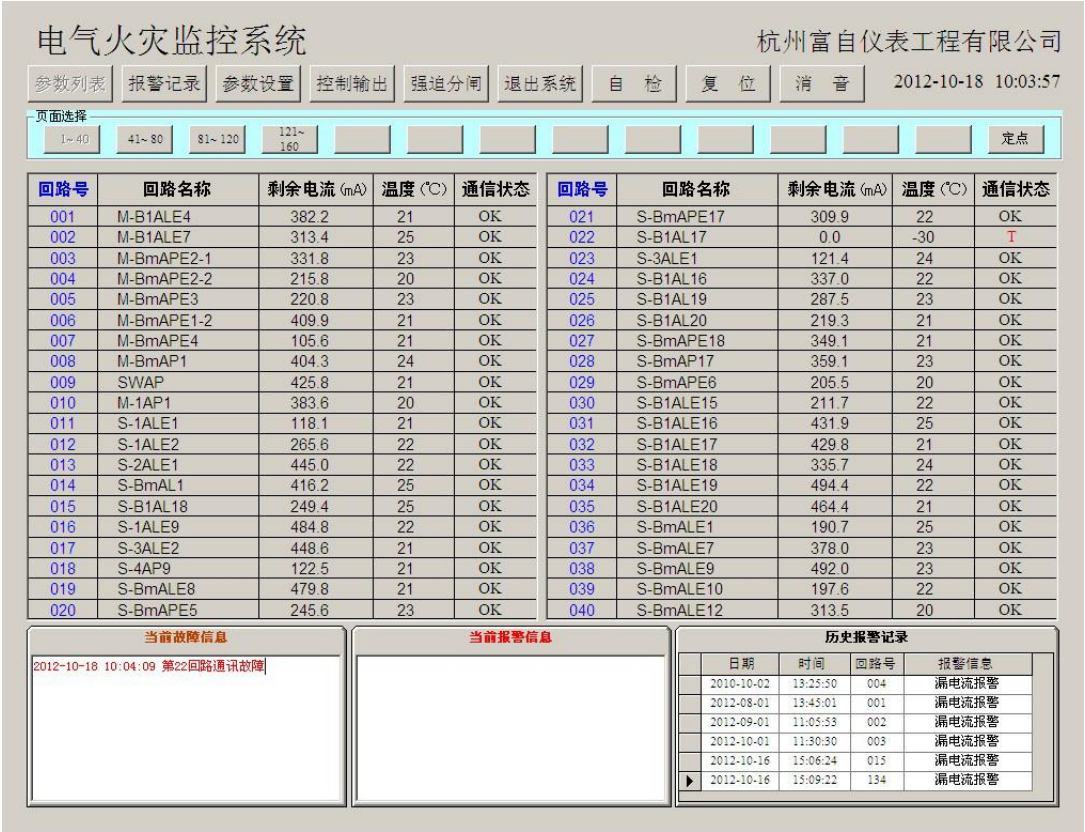 电气火灾监控系统
杭州富自仪表工程有限公司
参数列表 报警记录 参数设置 控制输出 强追分闸 退出系统 自 检 复 位 消 音 2012-10-18 10:03:57
页面选择
1~40 41~80 81~120 121~160 定点
回路号 回路名称 剩余电流(mA) 温度(℃) 通信状态 回路号 回路名称 剩余电流(mA) 温度(℃) 通信状态
001 M-B1ALE4 382.2 21 OK 021 S-BmAPE17 309.9 22 OK
002 M-B1ALE7 313.4 25 OK 022 S-B1AL17 0.0 -30 T
003 M-BmAPE2-1 331.8 23 OK 023 S-3ALE1 121.4 24 OK
004 M-BmAPE2-2 215.8 20 OK 024 S-B1AL16 337.0 22 OK
005 M-BmAPE3 220.8 23 OK 025 S-B1AL19 287.5 23 OK
006 M-BmAPE1-2 409.9 21 OK 026 S-B1AL20 219.3 21 OK
007 M-BmAPE4 105.6 21 OK 027 S-BmAPE18 349.1 21 OK
008 M-BmAP1 404.3 24 OK 028 S-BmAP17 359.1 23 OK
009 SWAP 425.8 21 OK 029 S-BmAPE6 205.5 20 OK
010 M-1AP1 383.6 20 OK 030 S-B1ALE15 211.7 22 OK
011 S-1ALE1 118.1 21 OK 031 S-B1ALE16 431.9 25 OK
012 S-1ALE2 265.6 22 OK 032 S-B1ALE17 429.8 21 OK
013 S-2ALE1 445.0 22 OK 033 S-B1ALE18 335.7 24 OK
014 S-BmAL1 416.2 25 OK 034 S-B1ALE19 494.4 22 OK
015 S-B1AL18 249.4 25 OK 035 S-B1ALE20 464.4 21 OK
016 S-1ALE9 484.8 22 OK 036 S-BmALE1 190.7 25 OK
017 S-3ALE2 448.6 21 OK 037 S-BmALE7 378.0 23 OK
018 S-4AP9 122.5 21 OK 038 S-BmALE9 492.0 23 OK
019 S-BmALE8 479.8 21 OK 039 S-BmALE10 197.6 22 OK
020 S-BmAPE5 245.6 23 OK 040 S-BmALE12 313.5 20 OK
当前故障信息
2012-10-18 10:04:09 第22回路通讯故障
当前报警信息
历史报警记录
日期 时间 回路号 报警信息
2010-10-02 13:25:50 004 漏电流报警
2012-08-01 13:45:01 001 漏电流报警
2012-09-01 11:05:53 002 漏电流报警
2012-10-01 11:30:30 003 漏电流报警
2012-10-16 15:06:24 015 漏电流报警
2012-10-16 15:09:22 134 漏电流报警